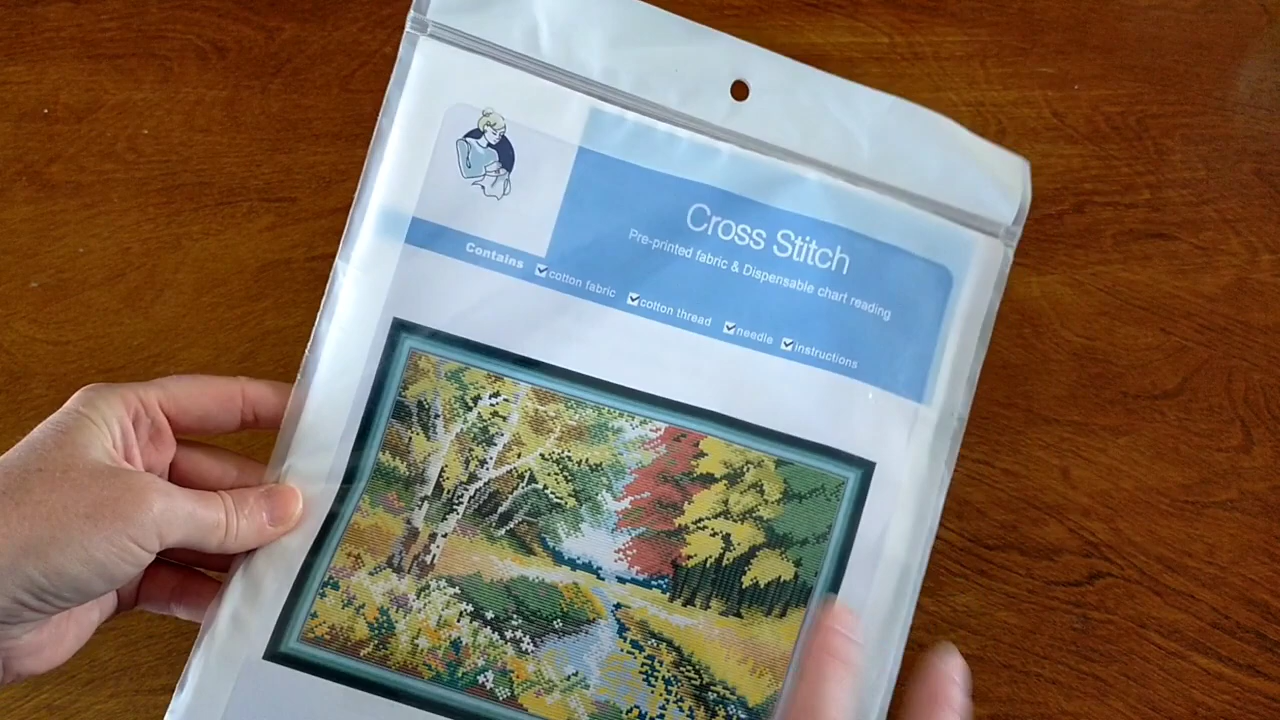 Cross Stitch
Pre-printed fabric & Dispensable chart reading
Contains cotton fabric cotton thread needle instructions